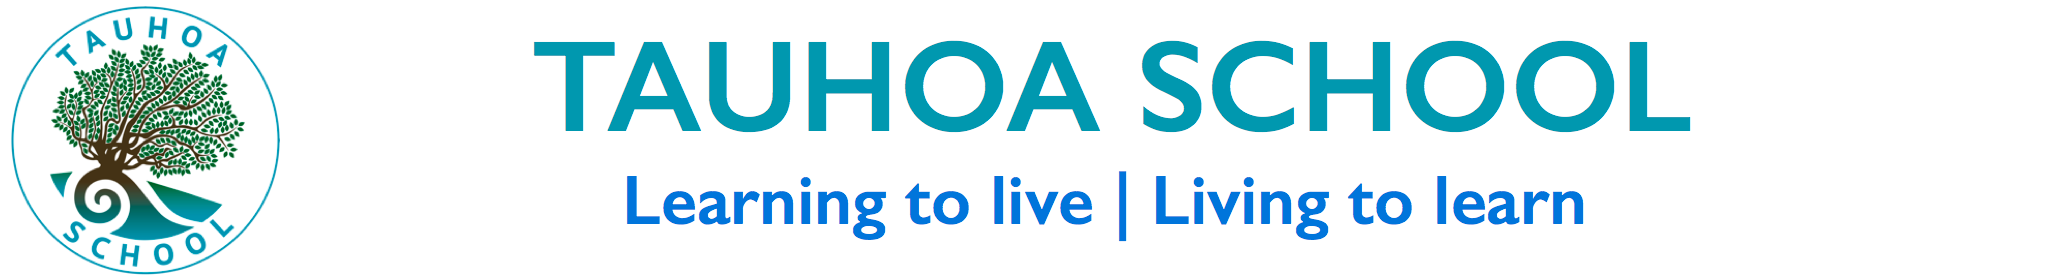 TAUHOA
SCHOOL
TAUHOA SCHOOL
Learning to live | Living to learn